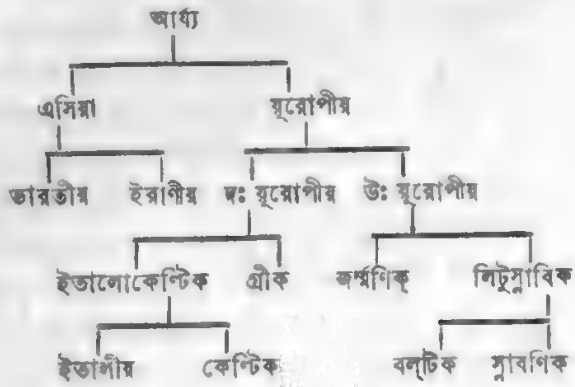 আর্য্য
এসিয়া য়ূরোপীয়
ভারতীয় ইরাণীয় দঃ য়ূরোপীয় উঃ য়ূরোপীয়
ইতালোকেণ্টিক গ্রীক জর্ম্মণিক্ লিটুস্লাবিক
ইতালীয় কেণ্টিক বল্‌টিক স্লাবণিক